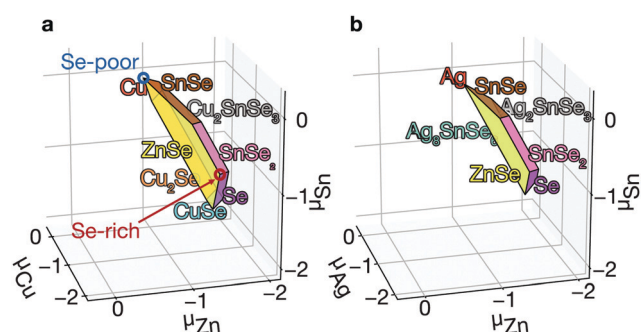 a
Se-poor
Cu
SnSe
Cu₂SnSe₃
ZnSe
SnSe₂
Cu₂Se
Se
CuSe
Se-rich
0
−1
−2
μSn
0
−1
−2
μCu
0
−1
−2
μZn
b
Ag
SnSe
Ag₂SnSe₃
Ag₈SnSe₆
SnSe₂
ZnSe
Se
0
−1
−2
μSn
0
−1
−2
μAg
0
−1
−2
μZn